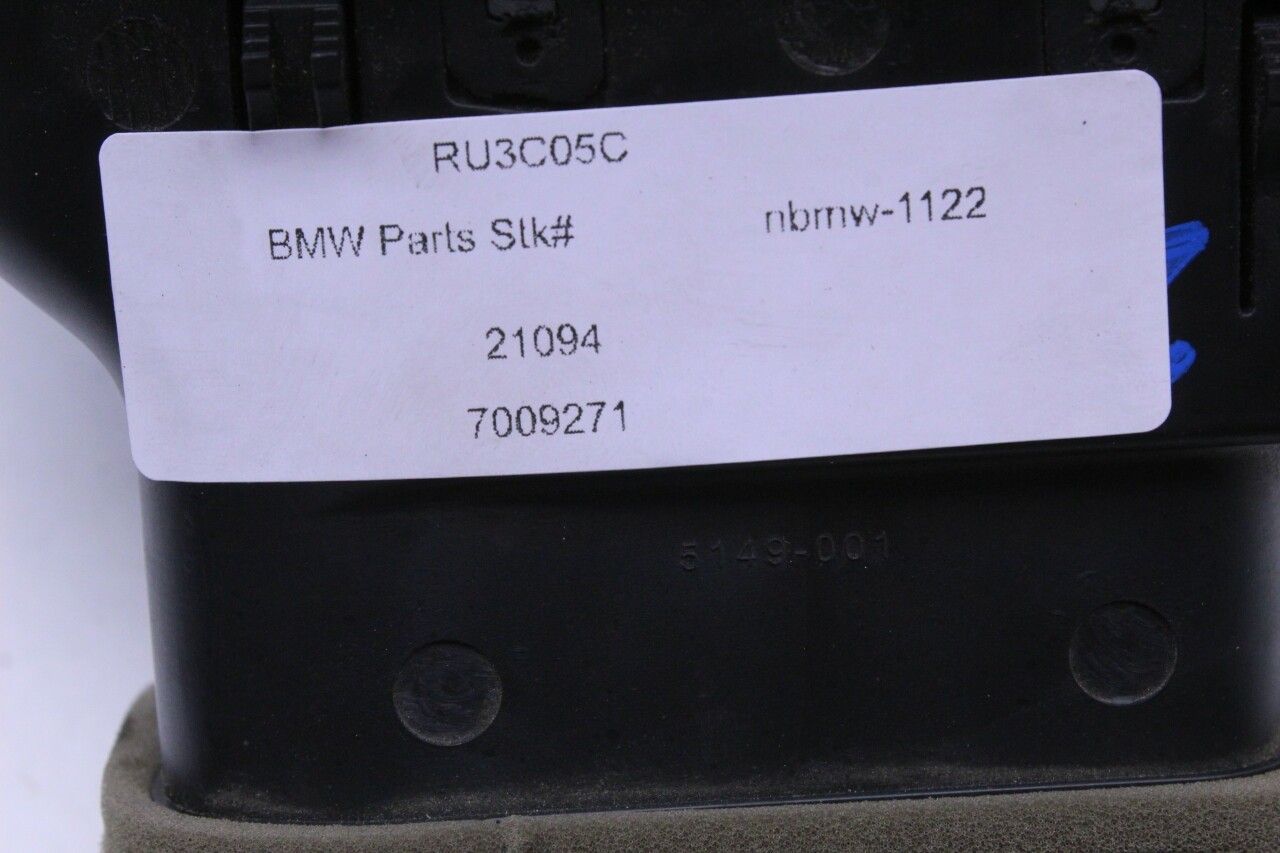 RU3C05C
BMW Parts Stk# nbmw-1122
21094
7009271
5149-001